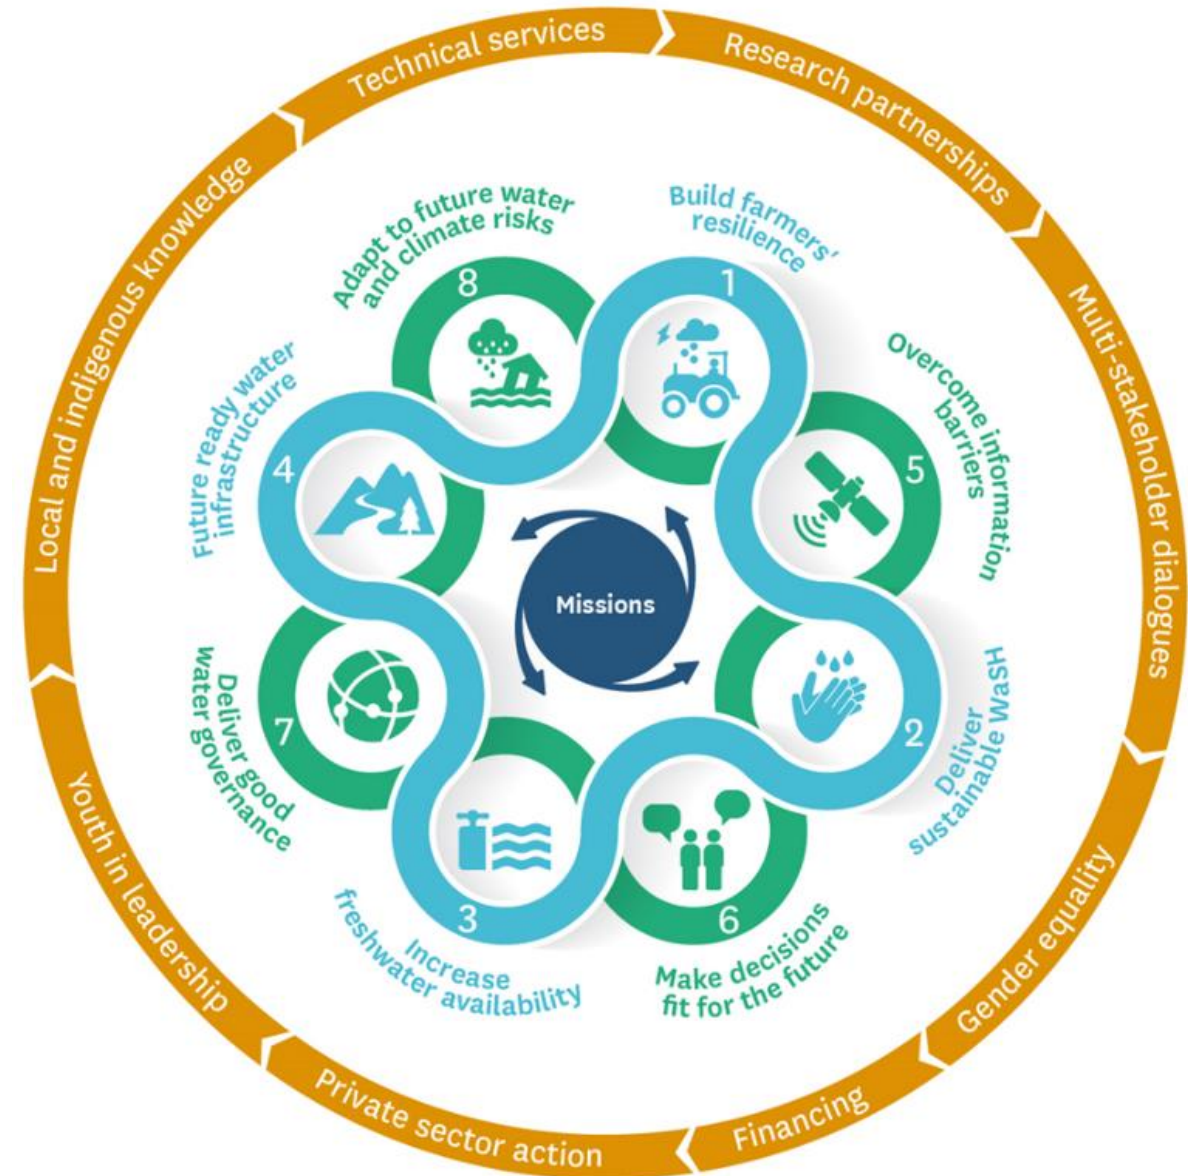 Technical services
Research partnerships
Multi-stakeholder dialogues
Gender equality
Financing
Private sector action
Youth in leadership
Local and indigenous knowledge
Missions
1
Build farmers'
resilience
5
Overcome information
barriers
2
Deliver
sustainable WaSH
6
Make decisions
fit for the future
3
Increase
freshwater availability
7
Deliver good
water governance
4
Future ready water
infrastructure
8
Adapt to future water
and climate risks